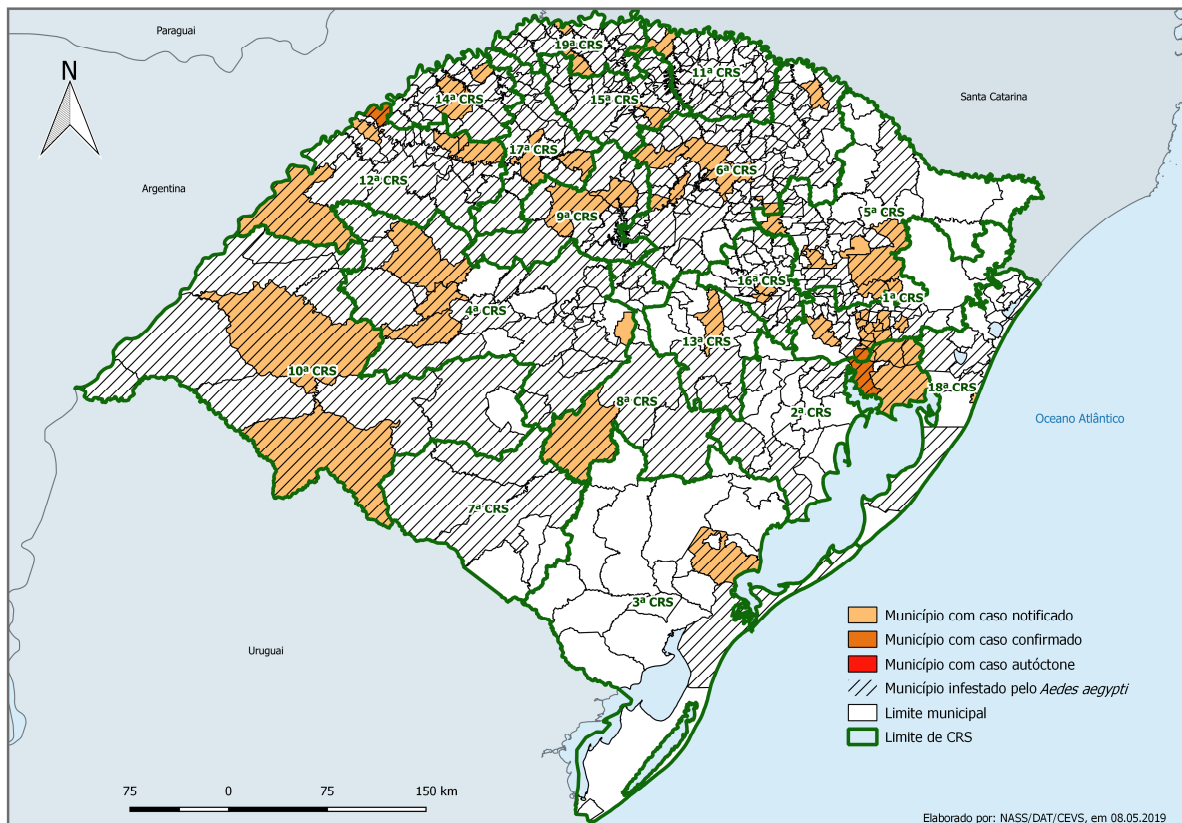 Paraguai
N
Santa Catarina
Argentina
19ª CRS
11ª CRS
14ª CRS
15ª CRS
17ª CRS
6ª CRS
12ª CRS
9ª CRS
5ª CRS
16ª CRS
1ª CRS
4ª CRS
13ª CRS
10ª CRS
18ª CRS
8ª CRS
2ª CRS
Oceano Atlântico
7ª CRS
3ª CRS
Uruguai
Município com caso notificado
Município com caso confirmado
Município com caso autóctone
Município infestado pelo Aedes aegypti
Limite municipal
Limite de CRS
75 0 75 150 km
Elaborado por: NASS/DAT/CEVS, em 08.05.2019